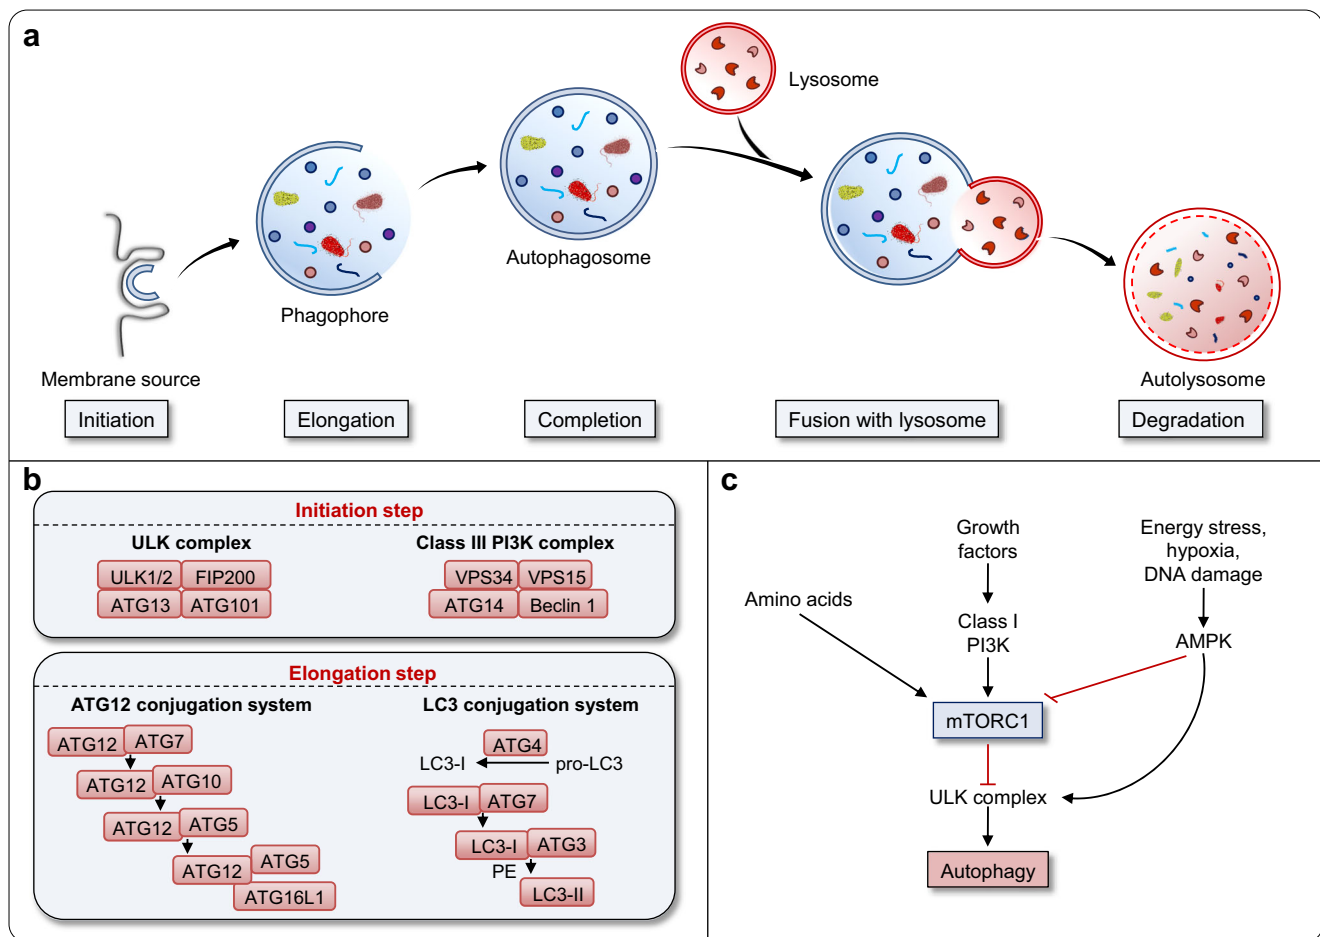 a
Lysosome
Autophagosome
Phagophore
Membrane source
Autolysosome
Initiation
Elongation
Completion
Fusion with lysosome
Degradation
b
Initiation step
ULK complex
ULK1/2 FIP200
ATG13 ATG101
Class III PI3K complex
VPS34 VPS15
ATG14 Beclin 1
Elongation step
ATG12 conjugation system
ATG12 ATG7
ATG12 ATG10
ATG12 ATG5
ATG12 ATG5
ATG16L1
LC3 conjugation system
ATG4
LC3-I pro-LC3
LC3-I ATG7
LC3-I ATG3
PE
LC3-II
c
Growth
factors
Energy stress,
hypoxia,
DNA damage
Amino acids
Class I
PI3K
AMPK
mTORC1
ULK complex
Autophagy